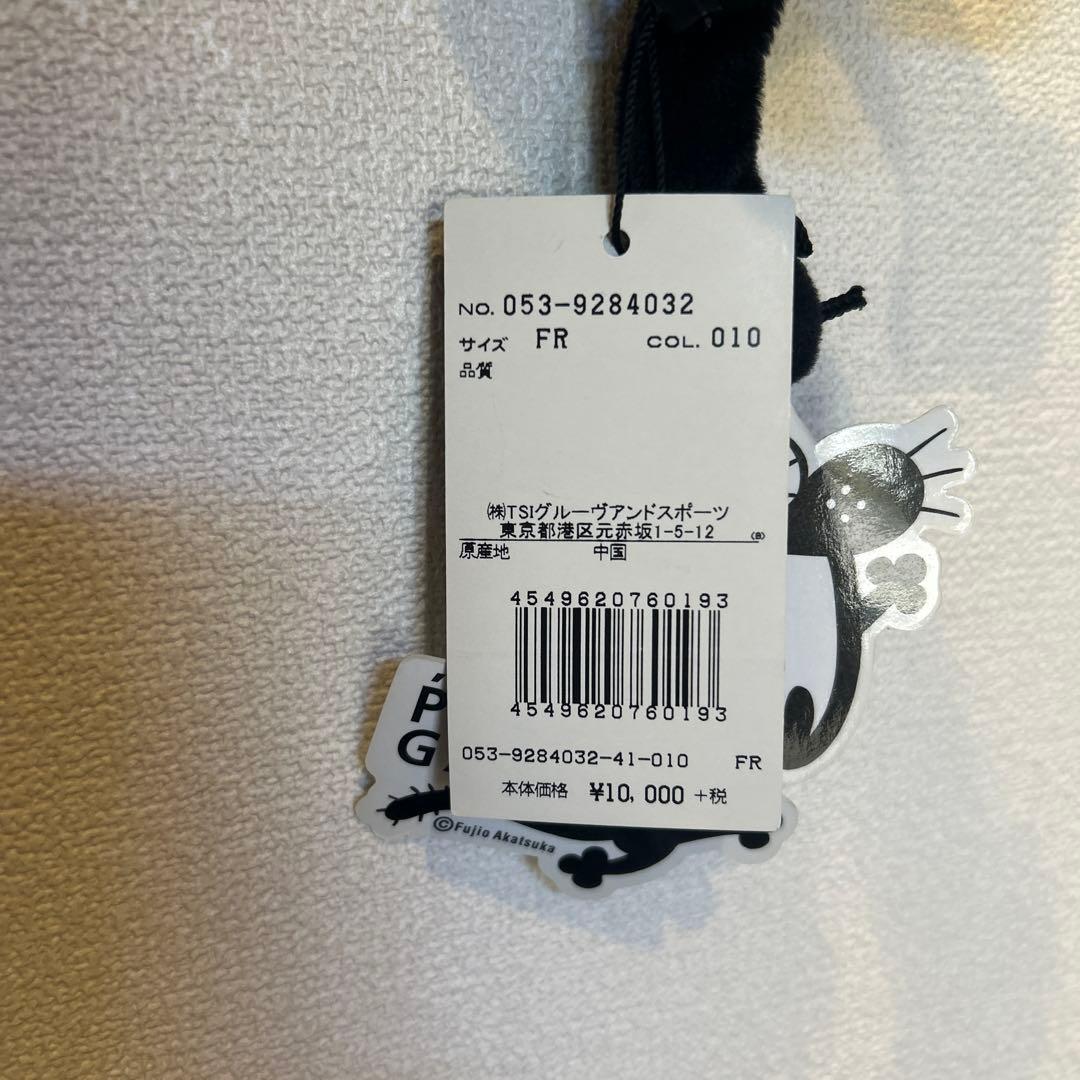 NO. 053-9284032
サイズ FR COL. 010
品質
㈱TSIグルーヴアンドスポーツ
東京都港区元赤坂1-5-12
原産地 中国
4549620760193
4549620760193
053-9284032-41-010 FR
本体価格 ¥10,000 +税
P
G
©Fujio Akatsuka